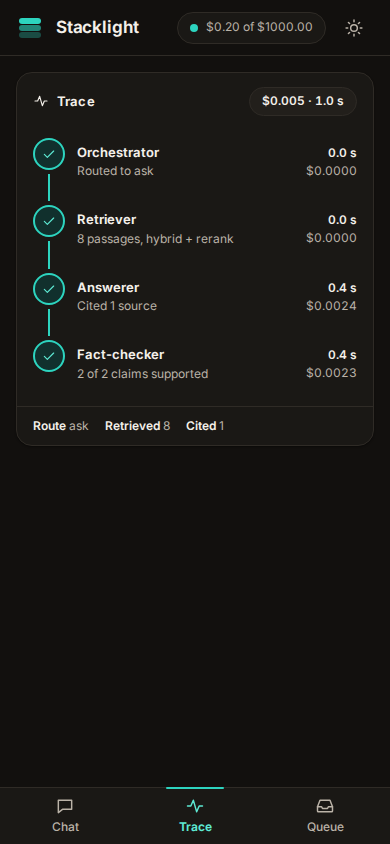 Stacklight
$0.20 of $1000.00
Trace
$0.005 · 1.0 s
Orchestrator
0.0 s
Routed to ask
$0.0000
Retriever
0.0 s
8 passages, hybrid + rerank
$0.0000
Answerer
0.4 s
Cited 1 source
$0.0024
Fact-checker
0.4 s
2 of 2 claims supported
$0.0023
Route ask Retrieved 8 Cited 1
Chat
Trace
Queue